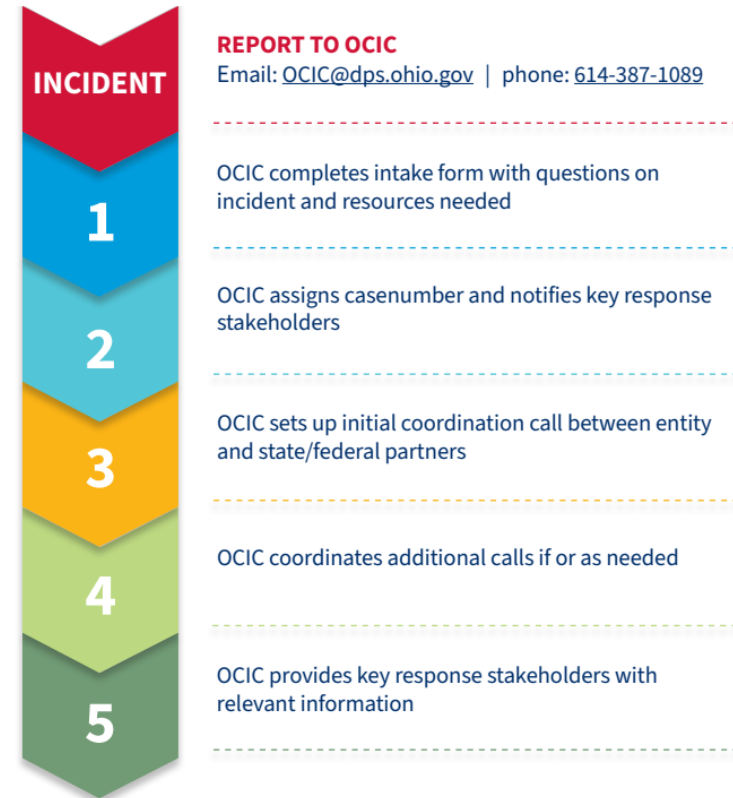 INCIDENT
REPORT TO OCIC
Email: OCIC@dps.ohio.gov | phone: 614-387-1089
1
OCIC completes intake form with questions on
incident and resources needed
2
OCIC assigns casenumber and notifies key response
stakeholders
3
OCIC sets up initial coordination call between entity
and state/federal partners
4
OCIC coordinates additional calls if or as needed
5
OCIC provides key response stakeholders with
relevant information